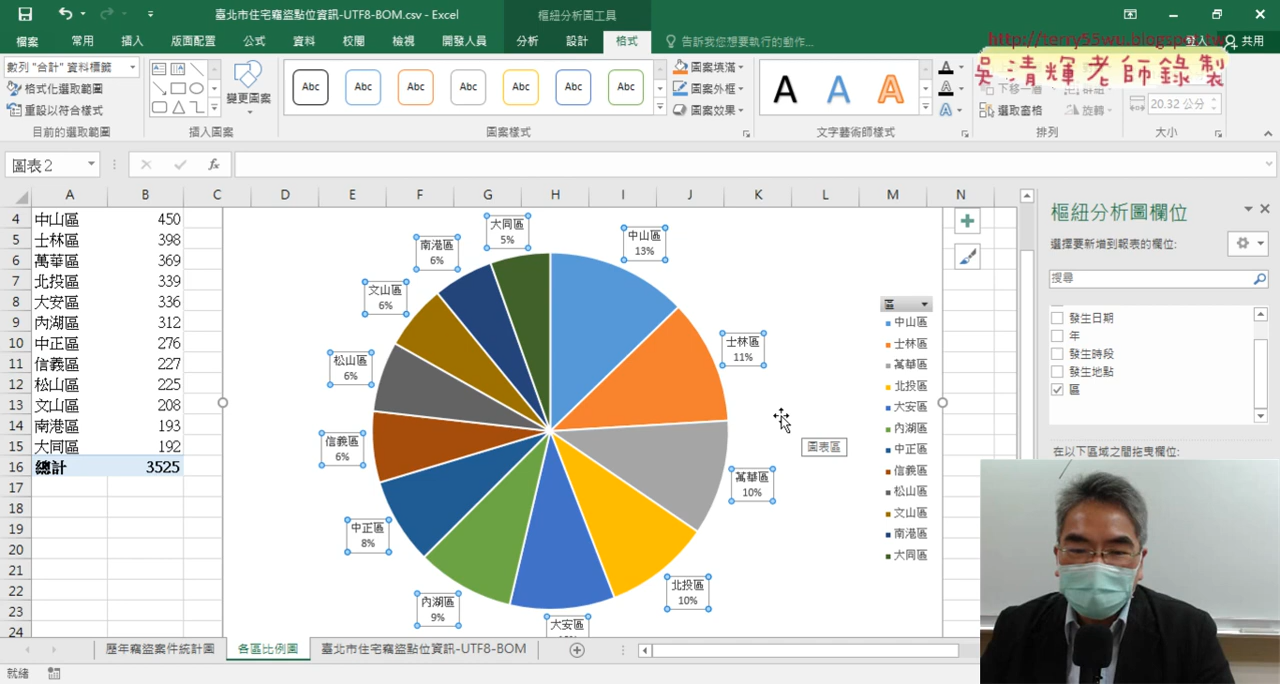 臺北市住宅竊盜點位資訊-UTF8-BOM.csv - Excel
樞紐分析圖工具
檔案 常用 插入 版面配置 公式 資料 校閱 檢視 開發人員 分析 設計 格式 告訴我您想要執行的動作... 登入 共用
http://terry55wu.blogspot.tw
吳清輝老師錄製
數列 "合計" 資料標籤
格式化選取範圍
重設以符合樣式
目前的選取範圍
變更圖案
插入圖案
Abc Abc Abc Abc Abc Abc Abc
圖案填滿
圖案外框
圖案效果
圖案樣式
A A A
文字藝術師樣式
下移一層
選取窗格
旋轉
排列
20.32 公分
大小
圖表 2
fx
A B C D E F G H I J K L M N
4 中山區 450
5 士林區 398
6 萬華區 369
7 北投區 339
8 大安區 336
9 內湖區 312
10 中正區 276
11 信義區 227
12 松山區 225
13 文山區 208
14 南港區 193
15 大同區 192
16 總計 3525
17
18
19
20
21
22
23
24
大同區
5%
中山區
13%
南港區
6%
文山區
6%
士林區
11%
松山區
6%
信義區
6%
萬華區
10%
中正區
8%
北投區
10%
內湖區
9%
大安區
圖表區
區
中山區
士林區
萬華區
北投區
大安區
內湖區
中正區
信義區
松山區
文山區
南港區
大同區
樞紐分析圖欄位
選擇要新增到報表的欄位:
搜尋
發生日期
年
發生時段
發生地點
區
在以下區域之間拖曳欄位:
歷年竊盜案件統計圖 各區比例圖 臺北市住宅竊盜點位資訊-UTF8-BOM
就緒